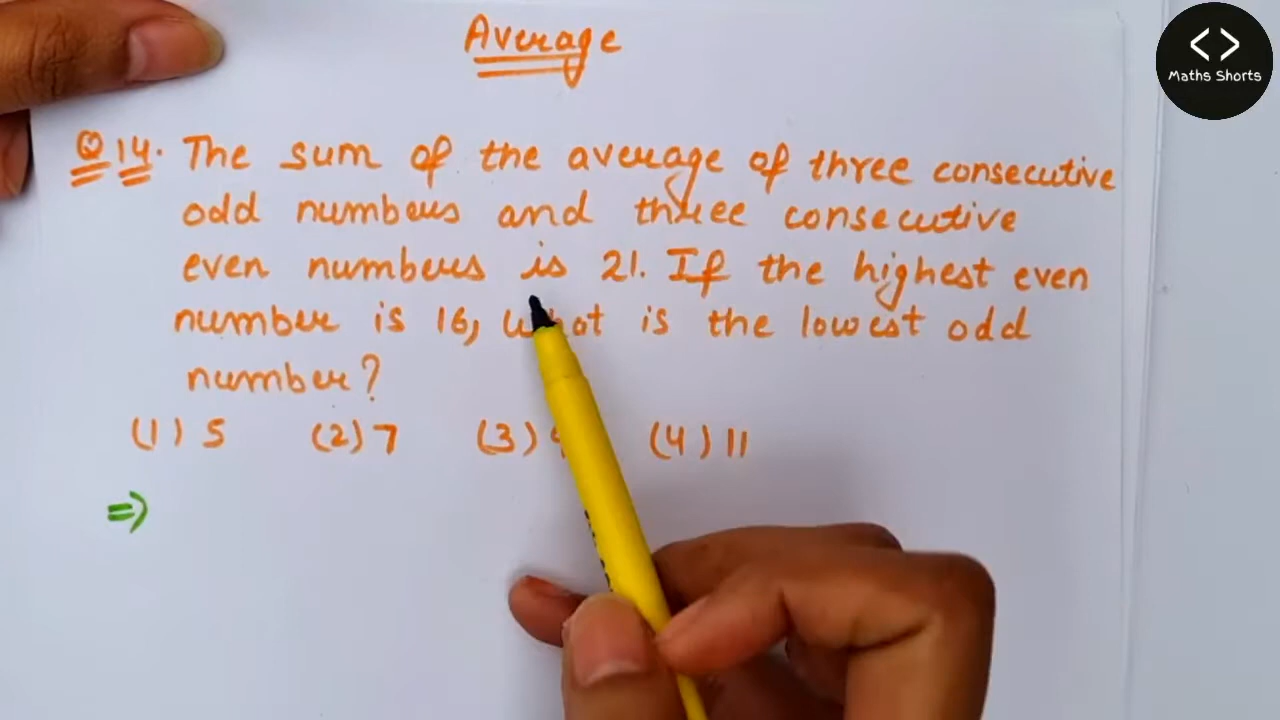 Average
Q14. The sum of the average of three consecutive
odd numbers and three consecutive
even numbers is 21. If the highest even
number is 16, what is the lowest odd
number?
(1) 5 (2) 7 (3) (4) 11
=>
<> 
Maths Shorts